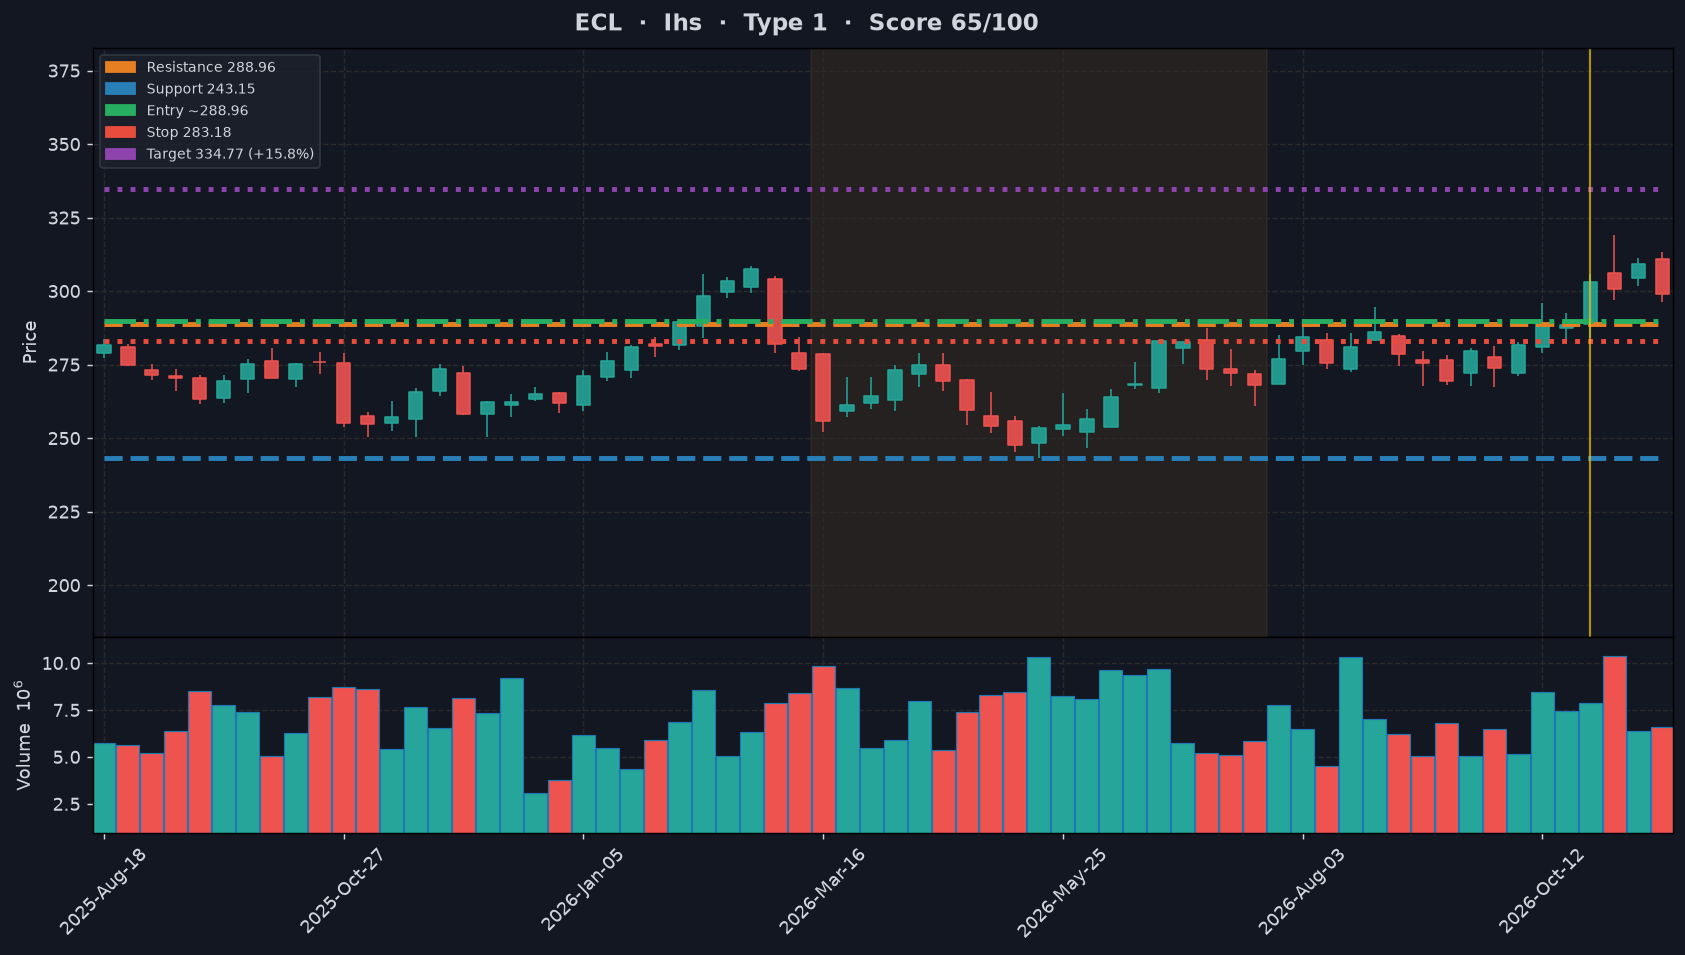 ECL · Ihs · Type 1 · Score 65/100
Resistance 288.96
Support 243.15
Entry ~288.96
Stop 283.18
Target 334.77 (+15.8%)
Price
375
350
325
300
275
250
225
200
Volume 10⁶
10.0
7.5
5.0
2.5
2025-Aug-18
2025-Oct-27
2026-Jan-05
2026-Mar-16
2026-May-25
2026-Aug-03
2026-Oct-12